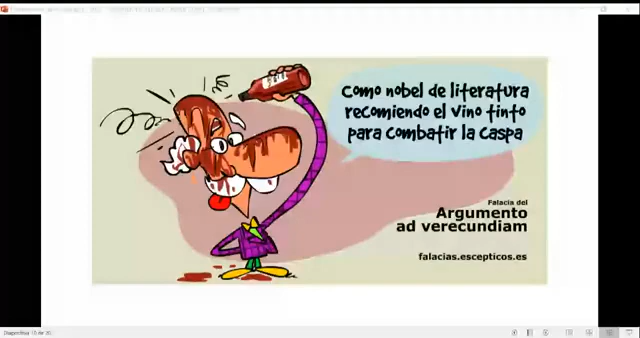 Como nobel de literatura
recomiendo el vino tinto
para combatir la caspa
Falacia del
Argumento
ad verecundiam
falacias.escepticos.es